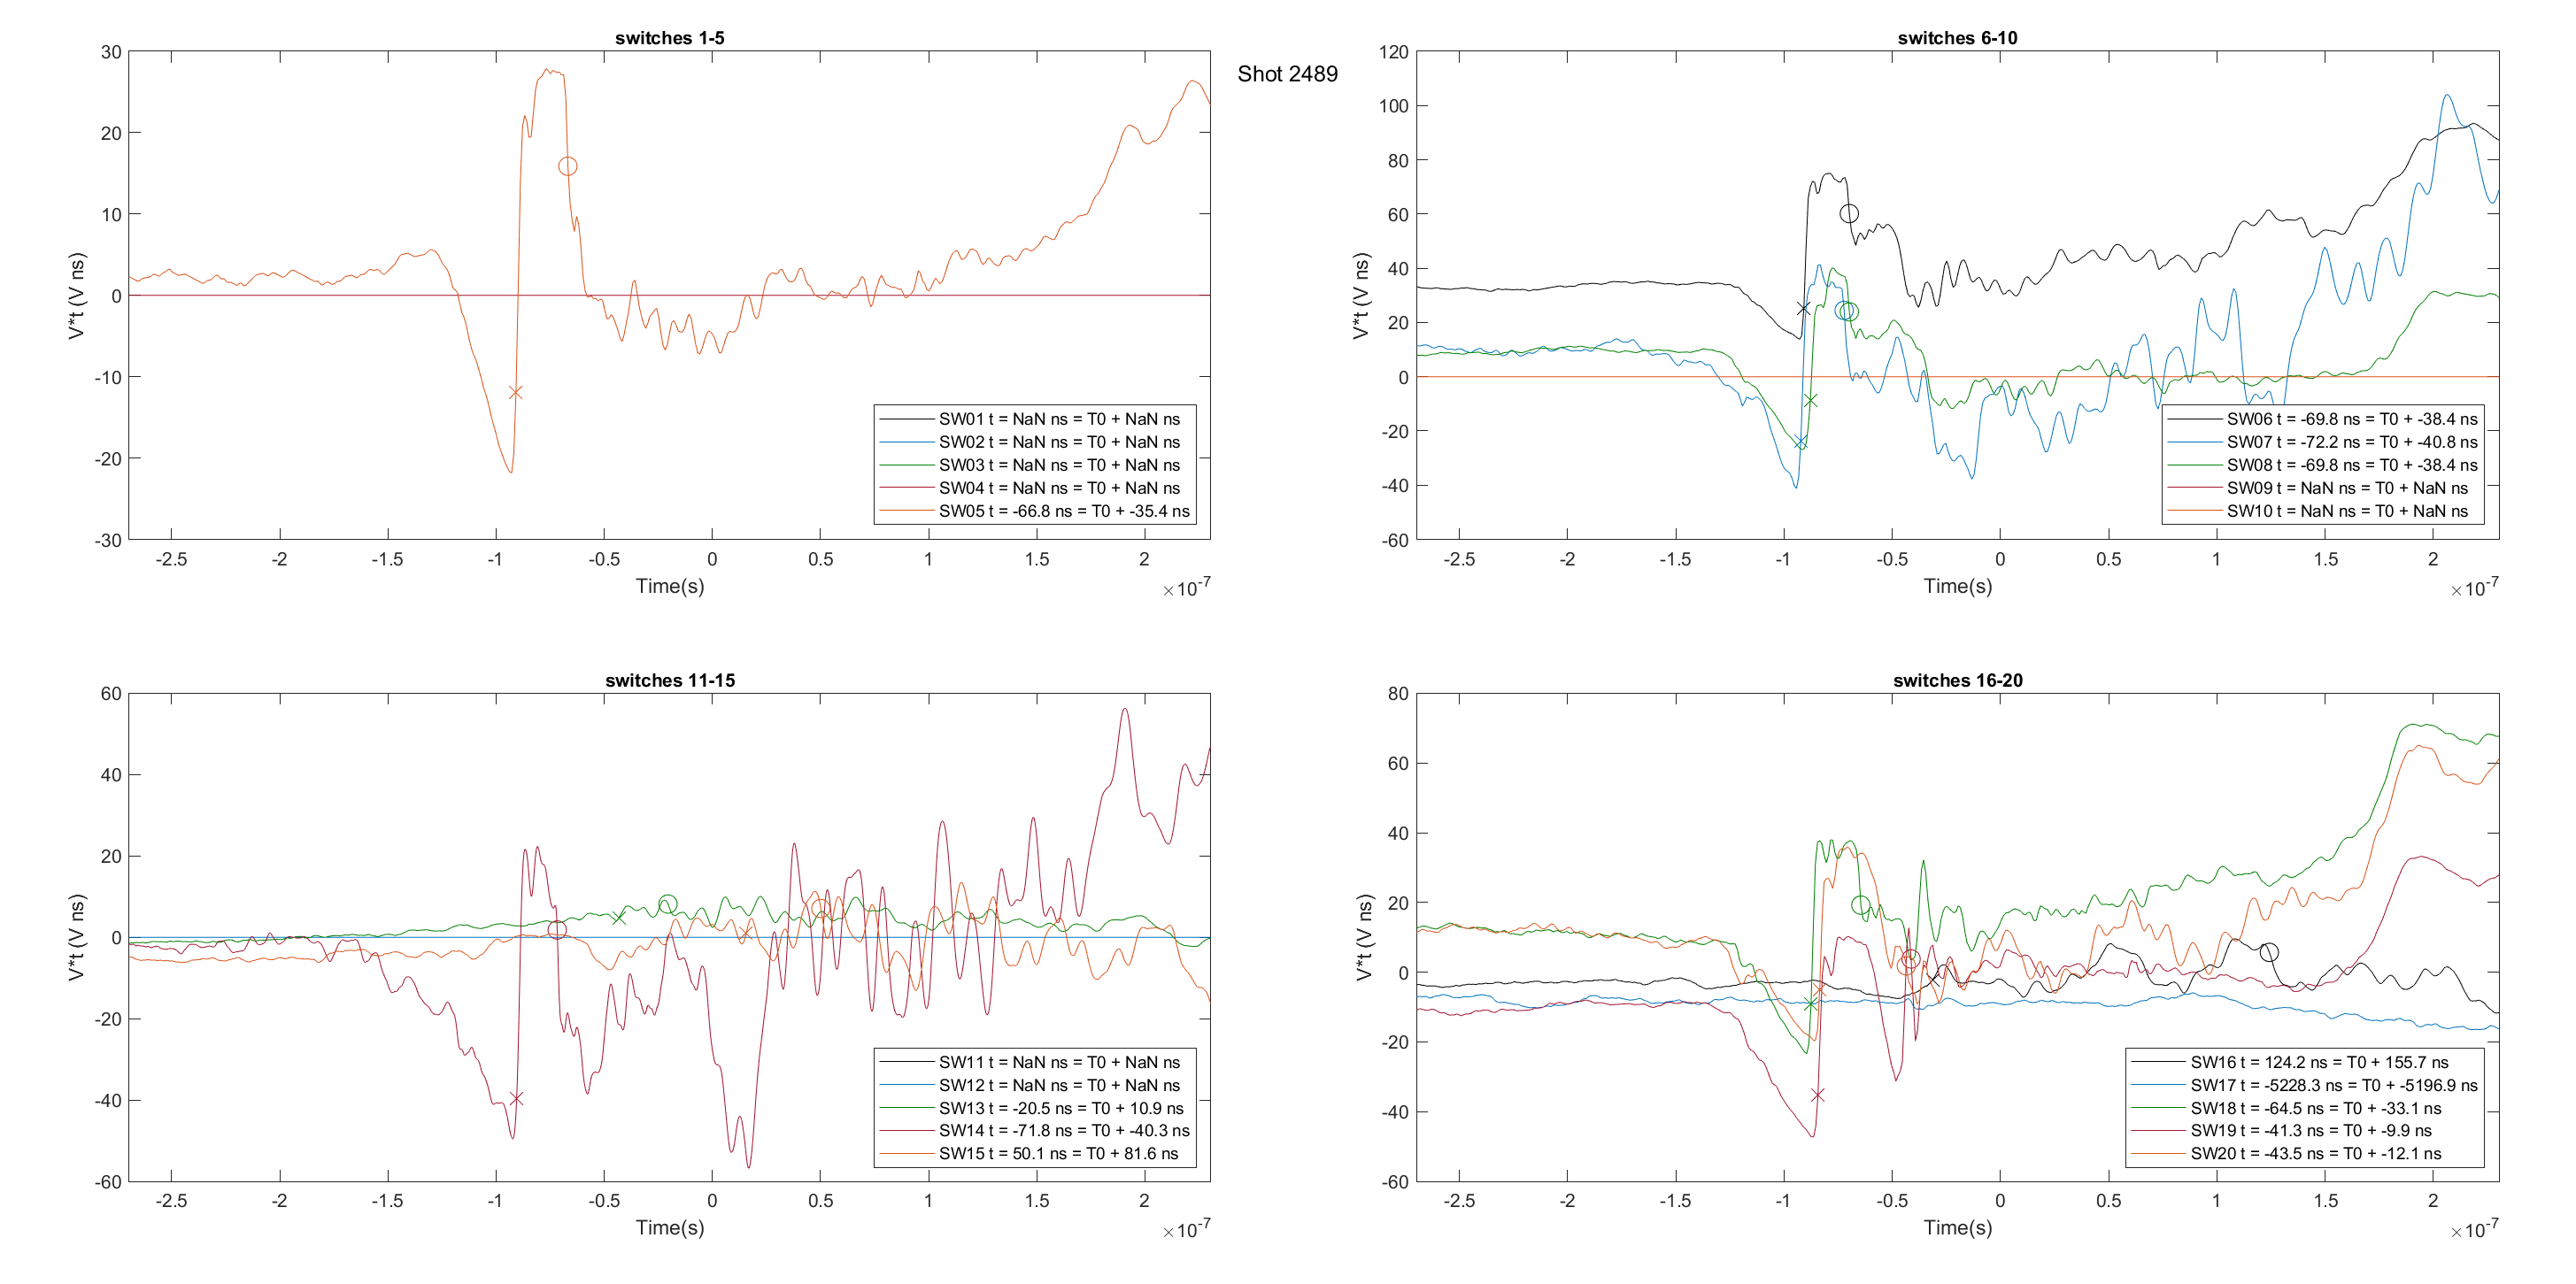 Shot 2489
switches 1-5
30
20
10
0
-10
-20
-30
V*t (V ns)
-2.5 -2 -1.5 -1 -0.5 0 0.5 1 1.5 2
Time(s)
×10-7
SW01 t = NaN ns = T0 + NaN ns
SW02 t = NaN ns = T0 + NaN ns
SW03 t = NaN ns = T0 + NaN ns
SW04 t = NaN ns = T0 + NaN ns
SW05 t = -66.8 ns = T0 + -35.4 ns
switches 6-10
120
100
80
60
40
20
0
-20
-40
-60
V*t (V ns)
-2.5 -2 -1.5 -1 -0.5 0 0.5 1 1.5 2
Time(s)
×10-7
SW06 t = -69.8 ns = T0 + -38.4 ns
SW07 t = -72.2 ns = T0 + -40.8 ns
SW08 t = -69.8 ns = T0 + -38.4 ns
SW09 t = NaN ns = T0 + NaN ns
SW10 t = NaN ns = T0 + NaN ns
switches 11-15
60
40
20
0
-20
-40
-60
V*t (V ns)
-2.5 -2 -1.5 -1 -0.5 0 0.5 1 1.5 2
Time(s)
×10-7
SW11 t = NaN ns = T0 + NaN ns
SW12 t = NaN ns = T0 + NaN ns
SW13 t = -20.5 ns = T0 + 10.9 ns
SW14 t = -71.8 ns = T0 + -40.3 ns
SW15 t = 50.1 ns = T0 + 81.6 ns
switches 16-20
80
60
40
20
0
-20
-40
-60
V*t (V ns)
-2.5 -2 -1.5 -1 -0.5 0 0.5 1 1.5 2
Time(s)
×10-7
SW16 t = 124.2 ns = T0 + 155.7 ns
SW17 t = -5228.3 ns = T0 + -5196.9 ns
SW18 t = -64.5 ns = T0 + -33.1 ns
SW19 t = -41.3 ns = T0 + -9.9 ns
SW20 t = -43.5 ns = T0 + -12.1 ns